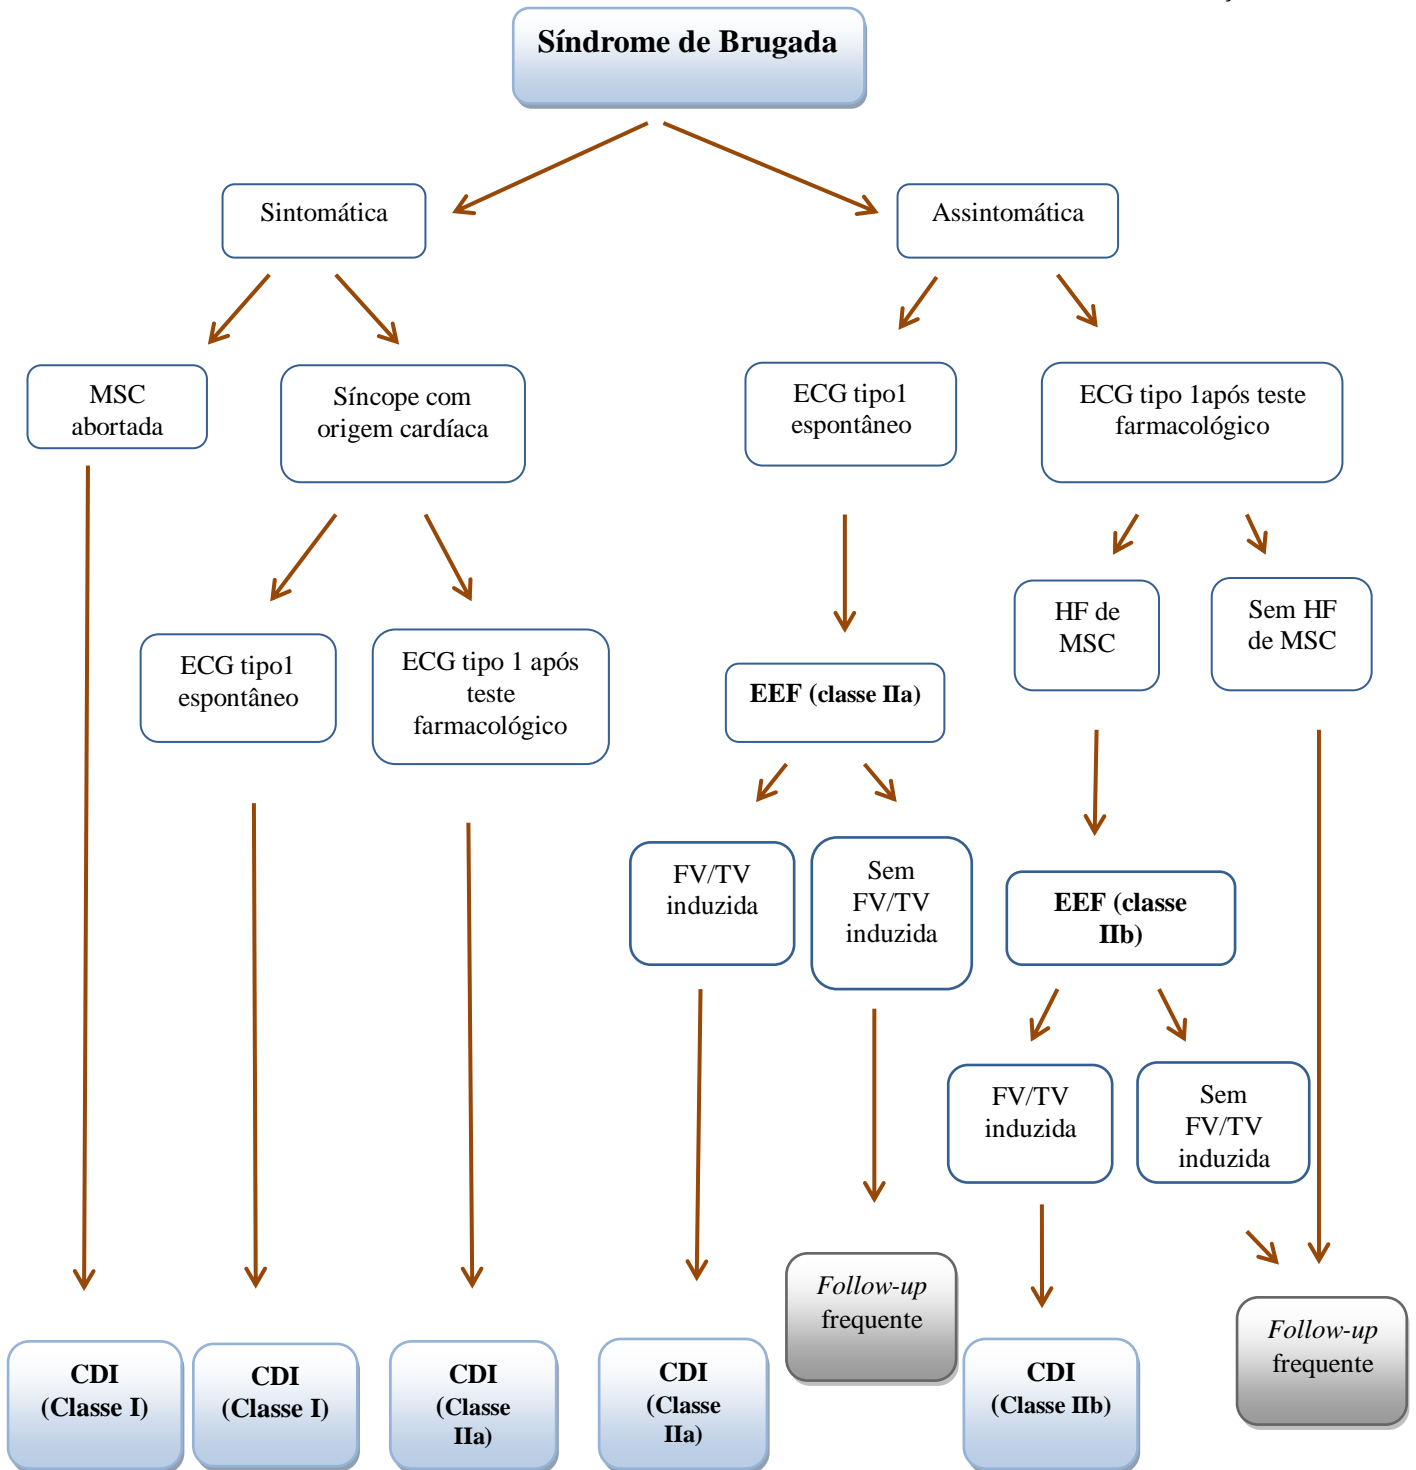 Síndrome de Brugada
Sintomática
Assintomática
MSC
abortada
Síncope com
origem cardíaca
ECG tipo1
espontâneo
ECG tipo 1após teste
farmacológico
HF de
MSC
Sem HF
de MSC
ECG tipo1
espontâneo
ECG tipo 1 após
teste
farmacológico
EEF (classe IIa)
FV/TV
induzida
Sem
FV/TV
induzida
EEF (classe
IIb)
FV/TV
induzida
Sem
FV/TV
induzida
Follow-up
frequente
Follow-up
frequente
CDI
(Classe I)
CDI
(Classe I)
CDI
(Classe
IIa)
CDI
(Classe
IIa)
CDI
(Classe IIb)